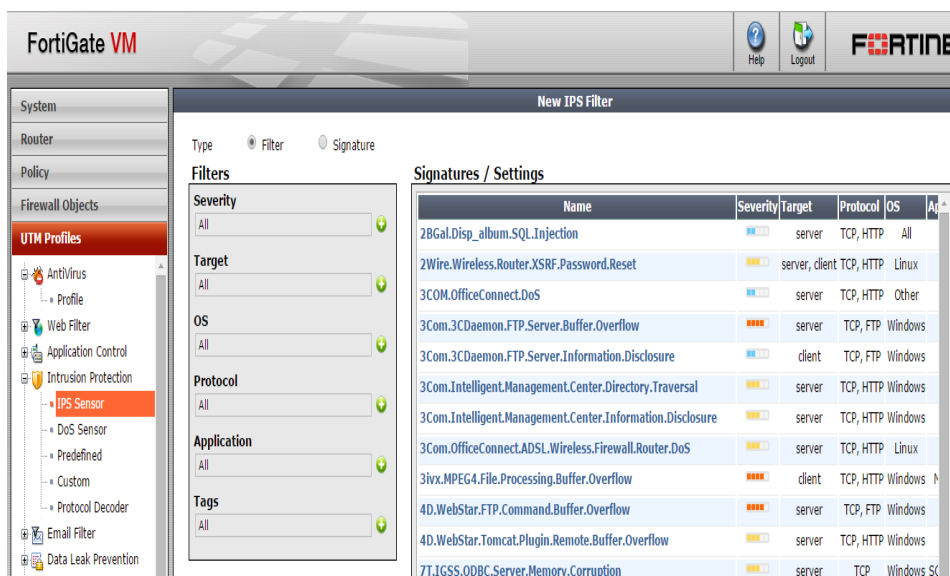 FortiGate VM
Help
Logout
FORTINE
New IPS Filter
System
Router
Policy
Firewall Objects
UTM Profiles
AntiVirus
Profile
Web Filter
Application Control
Intrusion Protection
IPS Sensor
DoS Sensor
Predefined
Custom
Protocol Decoder
Email Filter
Data Leak Prevention
Type Filter Signature
Filters
Severity
All
Target
All
OS
All
Protocol
All
Application
All
Tags
All
Signatures / Settings
Name Severity Target Protocol OS Ap
2BGal.Disp_album.SQL.Injection server TCP, HTTP All
2Wire.Wireless.Router.XSRF.Password.Reset server, client TCP, HTTP Linux
3COM.OfficeConnect.DoS server TCP, HTTP Other
3Com.3CDaemon.FTP.Server.Buffer.Overflow server TCP, FTP Windows
3Com.3CDaemon.FTP.Server.Information.Disclosure client TCP, FTP Windows
3Com.Intelligent.Management.Center.Directory.Traversal server TCP, HTTP Windows
3Com.Intelligent.Management.Center.Information.Disclosure server TCP, HTTP Windows
3Com.OfficeConnect.ADSL.Wireless.Firewall.Router.DoS server TCP, HTTP Linux
3ivx.MPEG4.File.Processing.Buffer.Overflow client TCP, HTTP Windows
4D.WebStar.FTP.Command.Buffer.Overflow server TCP, FTP Windows
4D.WebStar.Tomcat.Plugin.Remote.Buffer.Overflow server TCP, HTTP Windows
7T.IGSS.ODBC.Server.Memory.Corruption server TCP Windows